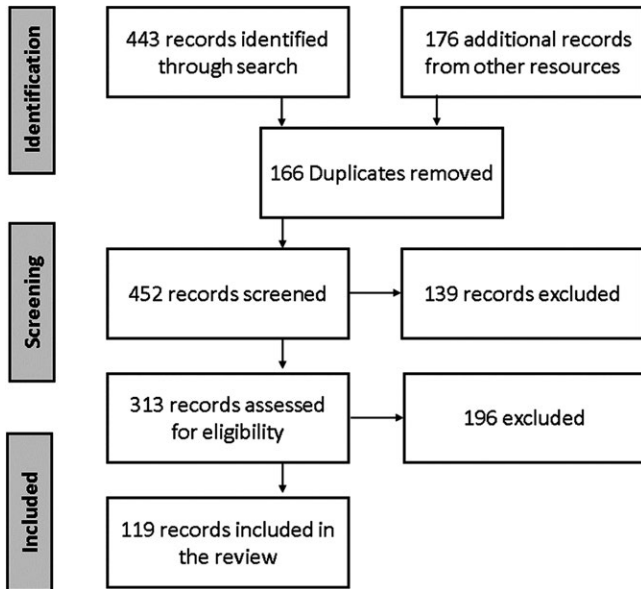 Identification
443 records identified
through search
176 additional records
from other resources
166 Duplicates removed
Screening
452 records screened
139 records excluded
313 records assessed
for eligibility
196 excluded
Included
119 records included in
the review